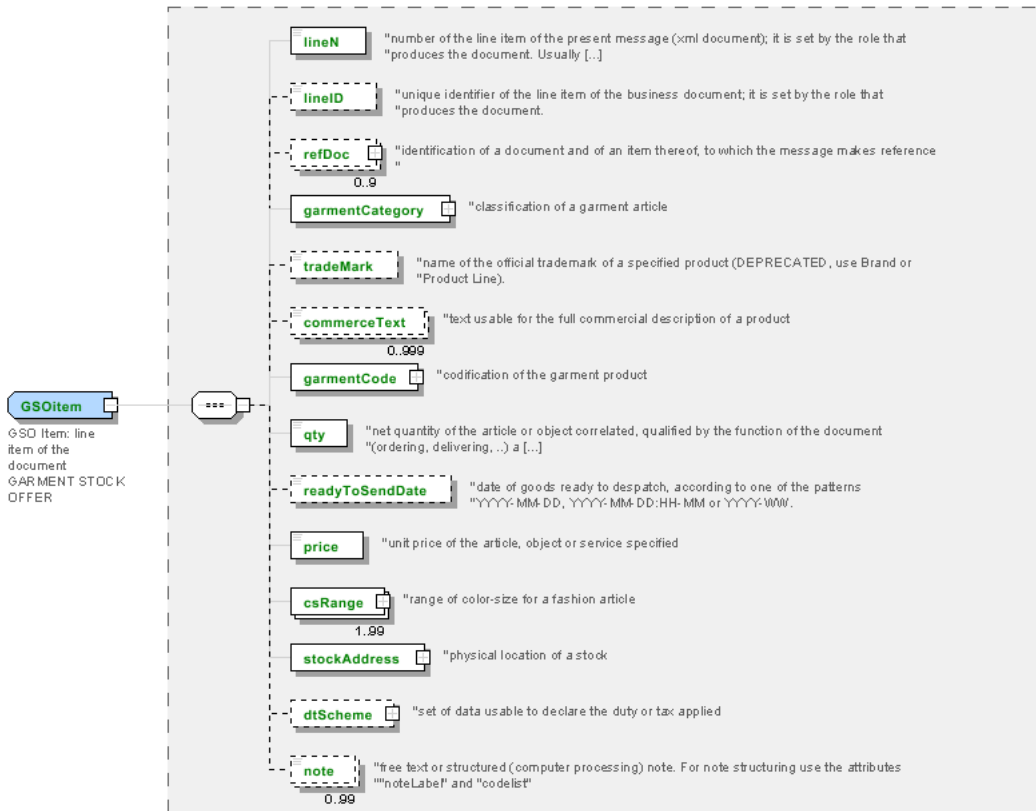 lineN
"number of the line item of the present message (xml document); it is set by the role that
"produces the document. Usually [...]
lineID
"unique identifier of the line item of the business document; it is set by the role that
"produces the document.
refDoc
"identification of a document and of an item thereof, to which the message makes reference
"
0..9
garmentCategory
"classification of a garment article
tradeMark
"name of the official trademark of a specified product (DEPRECATED, use Brand or
"Product Line).
commerceText
"text usable for the full commercial description of a product
0..999
garmentCode
"codification of the garment product
GSOitem
GSO Item: line
item of the
document
GARMENT STOCK
OFFER
qty
"net quantity of the article or object correlated, qualified by the function of the document
"(ordering, delivering, ..) a [...]
readyToSendDate
"date of goods ready to despatch, according to one of the patterns
"YYYY-MM-DD, YYYY-MM-DD:HH-MM or YYYY-WW.
price
"unit price of the article, object or service specified
csRange
"range of color-size for a fashion article
1..99
stockAddress
"physical location of a stock
dtScheme
"set of data usable to declare the duty or tax applied
note
"free text or structured (computer processing) note. For note structuring use the attributes
""noteLabel" and "codelist"
0..99